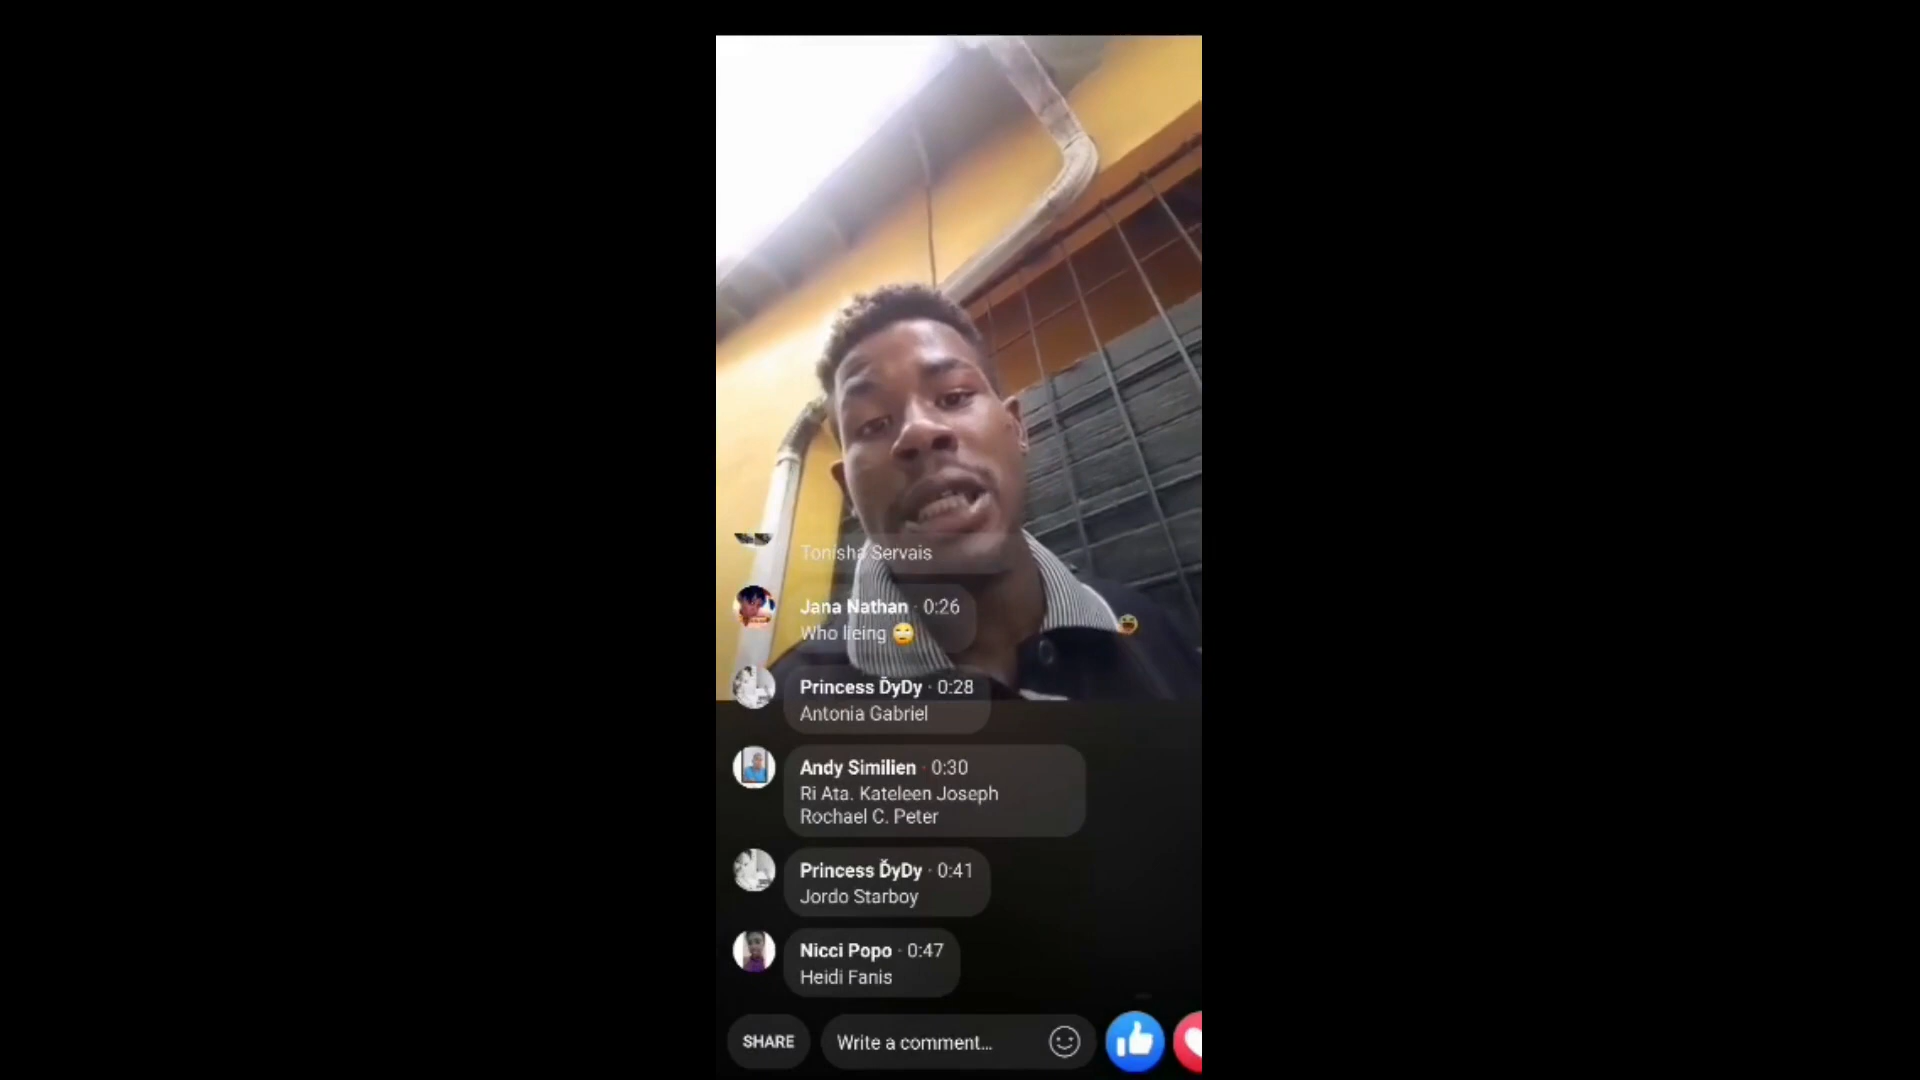 Tonisha Servais
Jana Nathan · 0:26
Who lieing 🙄
Princess ĎyDy · 0:28
Antonia Gabriel
Andy Similien · 0:30
Ri Ata. Kateleen Joseph
Rochael C. Peter
Princess ĎyDy · 0:41
Jordo Starboy
Nicci Popo · 0:47
Heidi Fanis
SHARE
Write a comment...